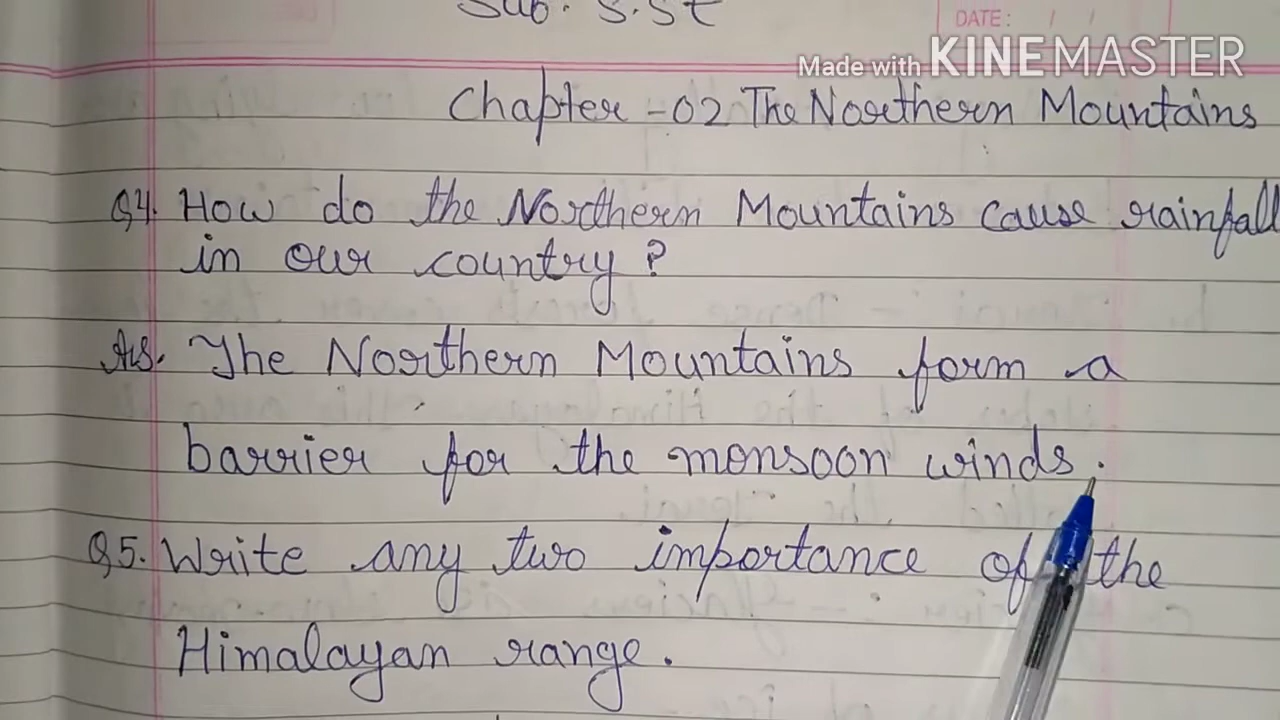 Sub. S.St
DATE: / /
Made with KINEMASTER
Chapter -02 The Northern Mountains
Q4. How do the Northern Mountains cause rainfall
in our country?
Ans. The Northern Mountains form a
barrier for the monsoon winds.
Q5. Write any two importance of the
Himalayan range.